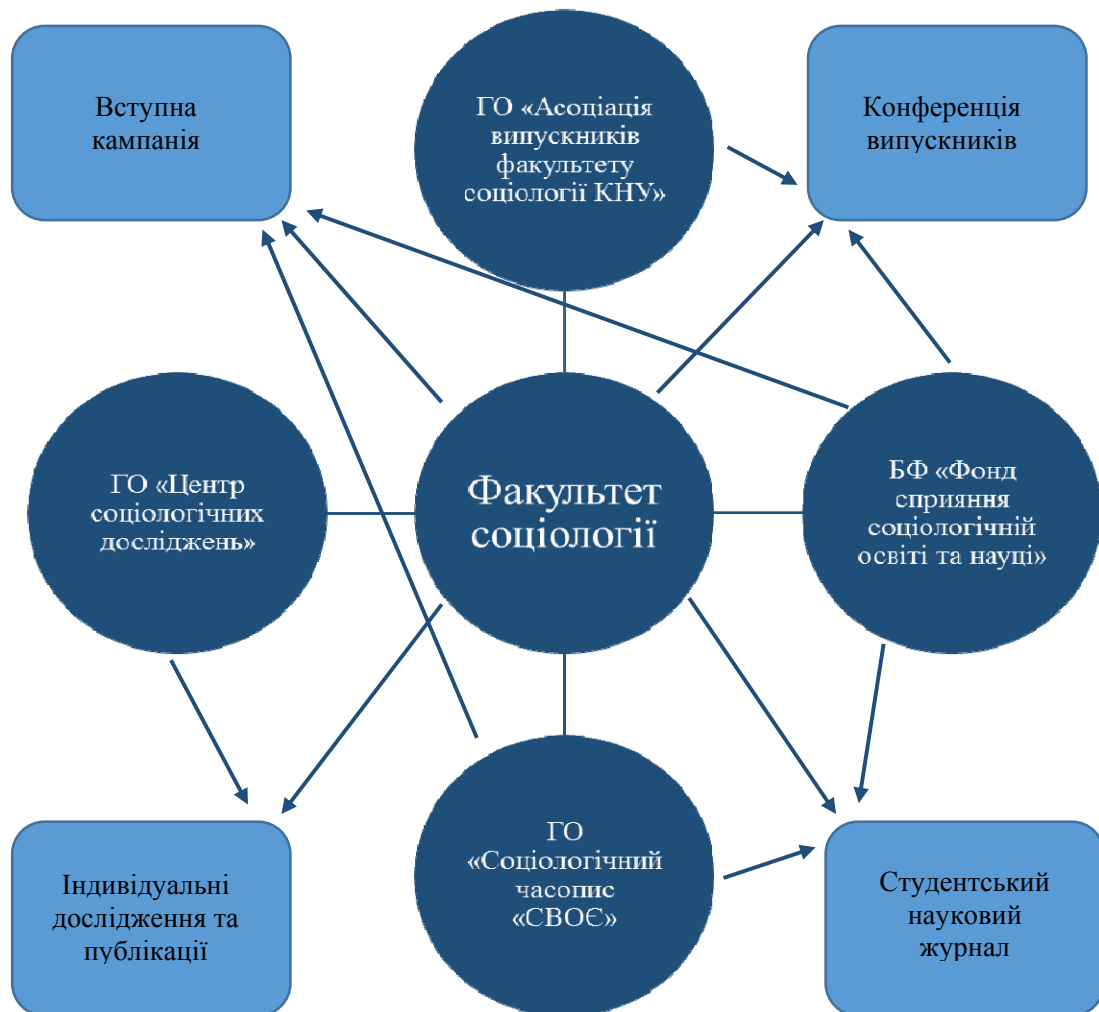 Вступна
кампанія
ГО «Асоціація
випускників
факультету
соціології КНУ»
Конференція
випускників
ГО «Центр
соціологічних
досліджень»
Факультет
соціології
БФ «Фонд
сприяння
соціологічній
освіті та науці»
Індивідуальні
дослідження та
публікації
ГО
«Соціологічний
часопис
«СВОЄ»
Студентський
науковий
журнал